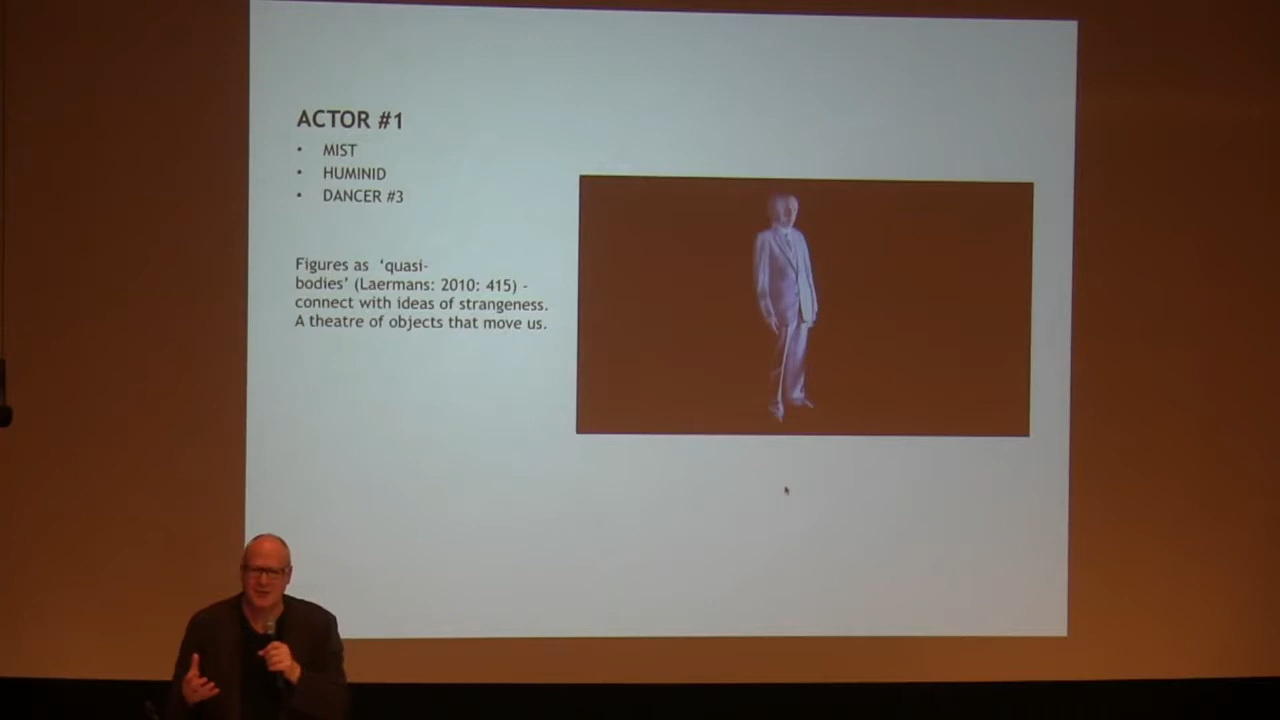 ACTOR #1
• MIST
• HUMINID
• DANCER #3
Figures as ‘quasi-
bodies’ (Laermans: 2010: 415) -
connect with ideas of strangeness.
A theatre of objects that move us.